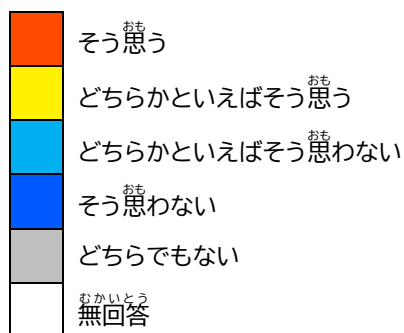 そう思う
どちらかといえばそう思う
どちらかといえばそう思わない
そう思わない
どちらでもない
無回答